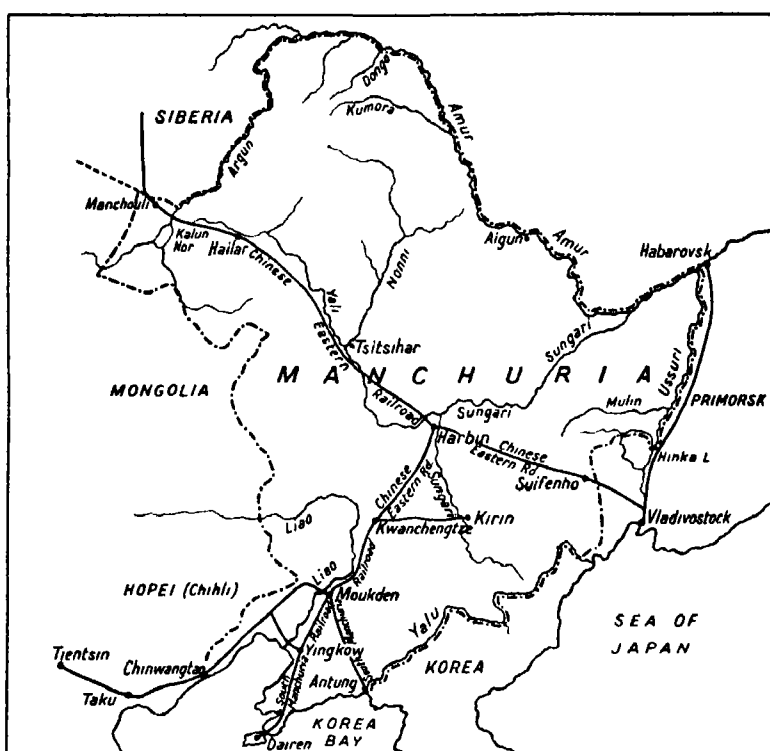 Donga
Amur
Kumora
SIBERIA
Argun
Manchouli
Kalun
Nor
Hailar
Chinese
Eastern
Railroad
Yali
Nonni
Aigun
Amur
Habarovsk
Tsitsihar
Sungari
Ussuri
MANCHURIA
MONGOLIA
PRIMORSK
Mulin
Sungari
Harbin
Chinese
Eastern Rd.
Hinka L
Suifenho
Chinese
Eastern Rd.
Sungari
Kirin
Kwanchengtze
Vladivostock
Liao
Railroad
Liao
HOPEI (Chihli)
Moukden
Yalu
SEA OF
JAPAN
Tientsin
Chinwangtao
Yingkow
South
Manchuria
Railroad
KOREA
Taku
Antung
KOREA
BAY
Dairen